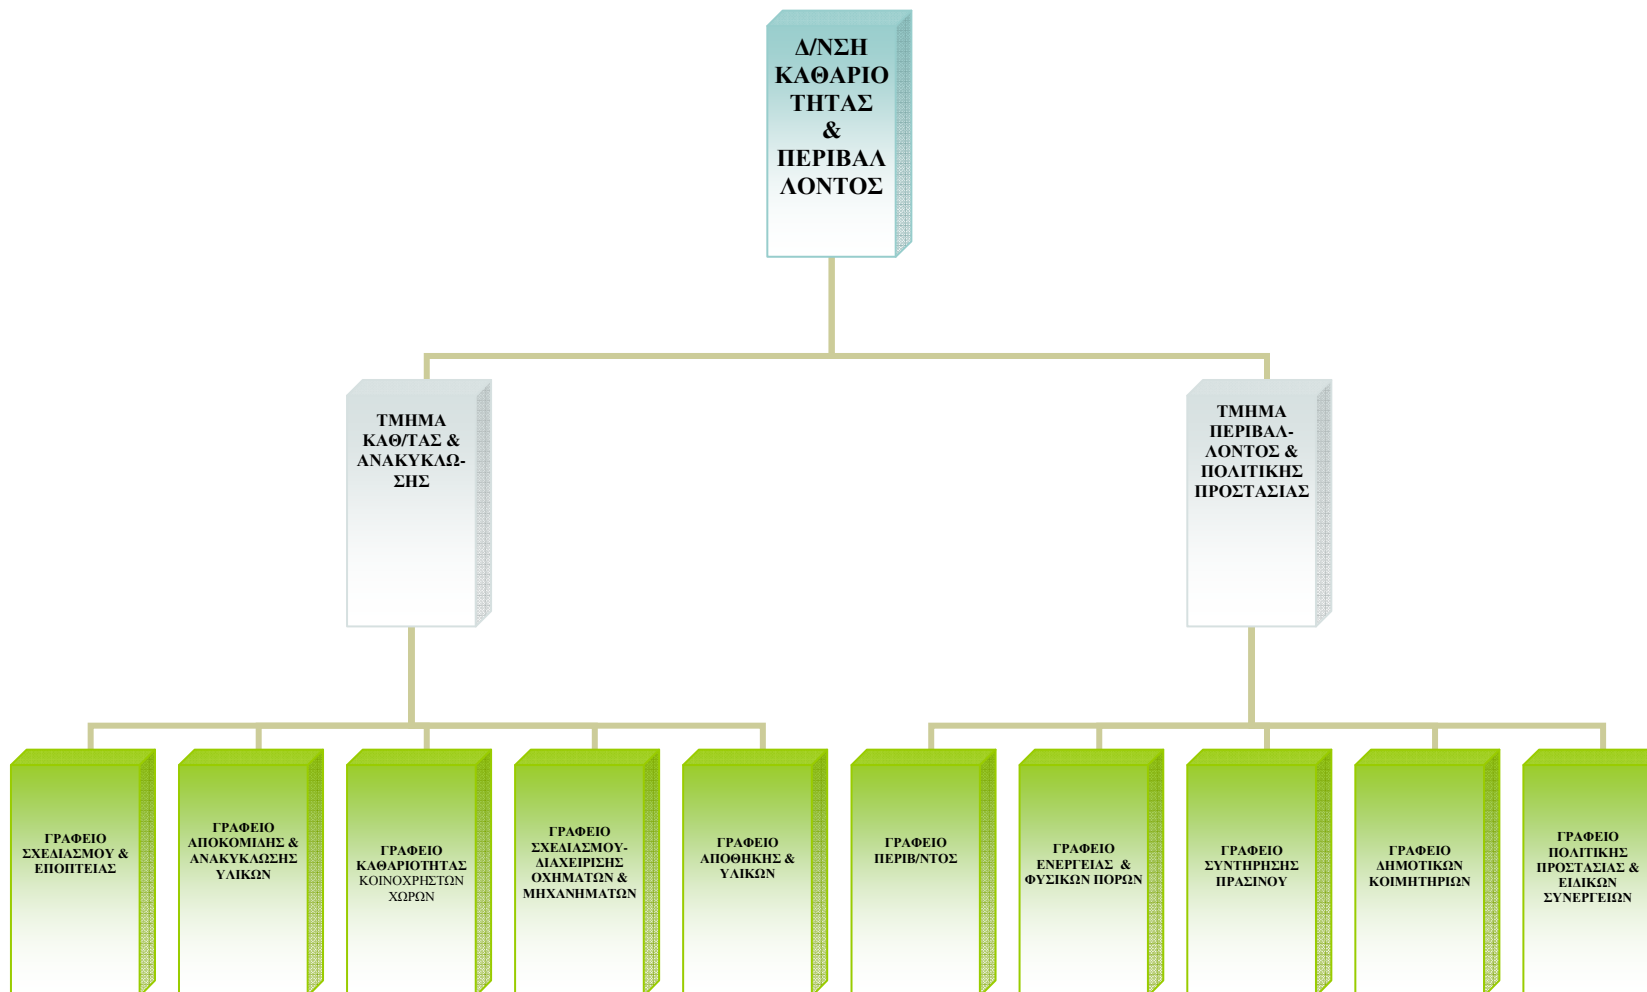 Δ/ΝΣΗ
ΚΑΘΑΡΙΟ
ΤΗΤΑΣ
&
ΠΕΡΙΒΑΛ
ΛΟΝΤΟΣ
ΤΜΗΜΑ
ΚΑΘ/ΤΑΣ &
ΑΝΑΚΥΚΛΩ-
ΣΗΣ
ΤΜΗΜΑ
ΠΕΡΙΒΑΛ-
ΛΟΝΤΟΣ &
ΠΟΛΙΤΙΚΗΣ
ΠΡΟΣΤΑΣΙΑΣ
ΓΡΑΦΕΙΟ
ΣΧΕΔΙΑΣΜΟΥ &
ΕΠΟΠΤΕΙΑΣ
ΓΡΑΦΕΙΟ
ΑΠΟΚΟΜΙΔΗΣ &
ΑΝΑΚΥΚΛΩΣΗΣ
ΥΛΙΚΩΝ
ΓΡΑΦΕΙΟ
ΚΑΘΑΡΙΟΤΗΤΑΣ
ΚΟΙΝΟΧΡΗΣΤΩΝ
ΧΩΡΩΝ
ΓΡΑΦΕΙΟ
ΣΧΕΔΙΑΣΜΟΥ-
ΔΙΑΧΕΙΡΙΣΗΣ
ΟΧΗΜΑΤΩΝ &
ΜΗΧΑΝΗΜΑΤΩΝ
ΓΡΑΦΕΙΟ
ΑΠΟΘΗΚΗΣ &
ΥΛΙΚΩΝ
ΓΡΑΦΕΙΟ
ΠΕΡΙΒ/ΝΤΟΣ
ΓΡΑΦΕΙΟ
ΕΝΕΡΓΕΙΑΣ &
ΦΥΣΙΚΩΝ ΠΟΡΩΝ
ΓΡΑΦΕΙΟ
ΣΥΝΤΗΡΗΣΗΣ
ΠΡΑΣΙΝΟΥ
ΓΡΑΦΕΙΟ
ΔΗΜΟΤΙΚΩΝ
ΚΟΙΜΗΤΗΡΙΩΝ
ΓΡΑΦΕΙΟ
ΠΟΛΙΤΙΚΗΣ
ΠΡΟΣΤΑΣΙΑΣ &
ΕΙΔΙΚΩΝ
ΣΥΝΕΡΓΕΙΩΝ